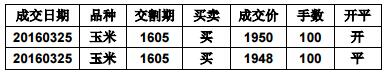 成交日期 品种 交割期 买卖 成交价 手数 开平
20160325 玉米 1605 买 1950 100 开
20160325 玉米 1605 买 1948 100 平